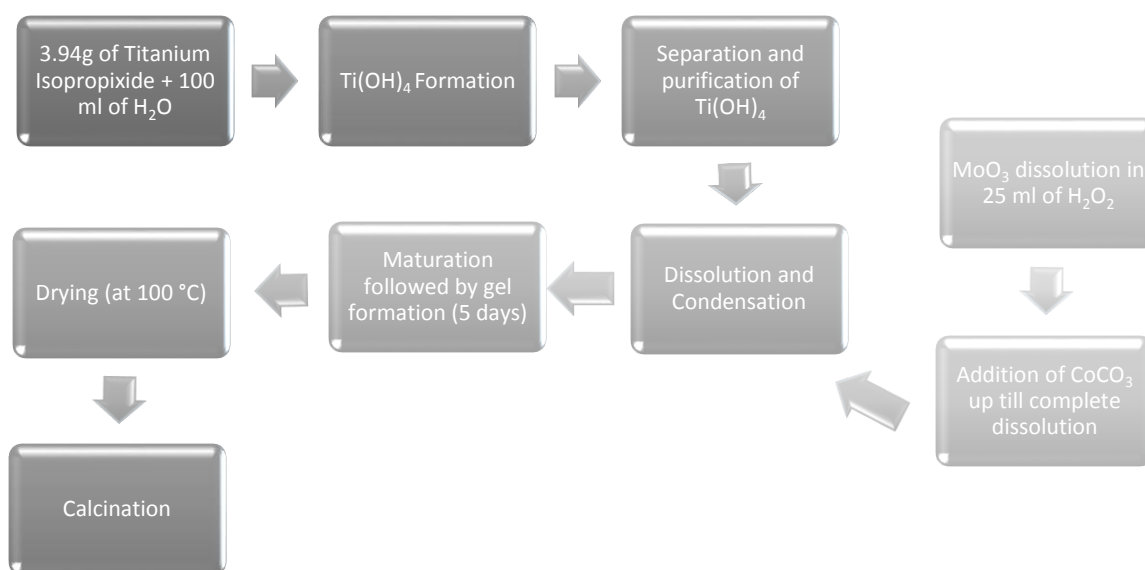 3.94g of Titanium
Isopropixide + 100
ml of H₂O
Ti(OH)₄ Formation
Separation and
purification of
Ti(OH)₄
MoO₃ dissolution in
25 ml of H₂O₂
Addition of CoCO₃
up till complete
dissolution
Dissolution and
Condensation
Maturation
followed by gel
formation (5 days)
Drying (at 100 °C)
Calcination